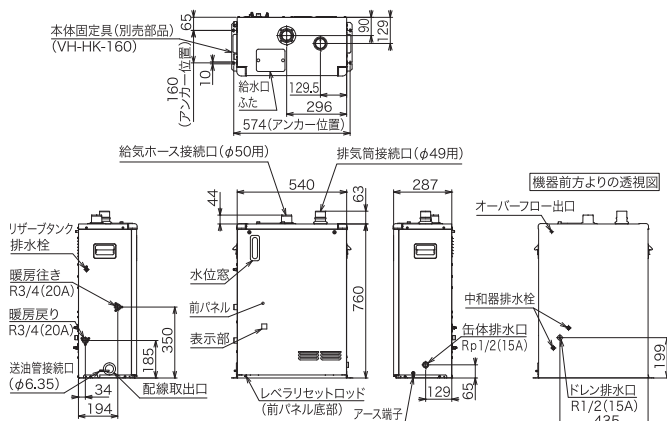 65
本体固定具(別売部品)
(VH-HK-160)
160
(アンカー位置)
10
給水口
ふた
129.5
296
574(アンカー位置)
90
129
給気ホース接続口(φ50用)
排気筒接続口(φ49用)
44
540
63
287
機器前方よりの透視図
オーバーフロー出口
リザーブタンク
排水栓
暖房往き
R3/4(20A)
暖房戻り
R3/4(20A)
送油管接続口
(φ6.35)
34
194
配線取出口
185
350
水位窓
前パネル
表示部
760
レベラリセットロッド
(前パネル底部)
缶体排水口
Rp1/2(15A)
アース端子
129
65
中和器排水栓
ドレン排水口
R1/2(15A)
199
435